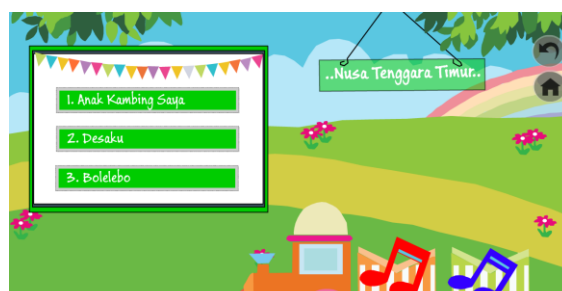 ..Nusa Tenggara Timur..
1. Anak Kambing Saya
2. Desaku
3. Bolelebo